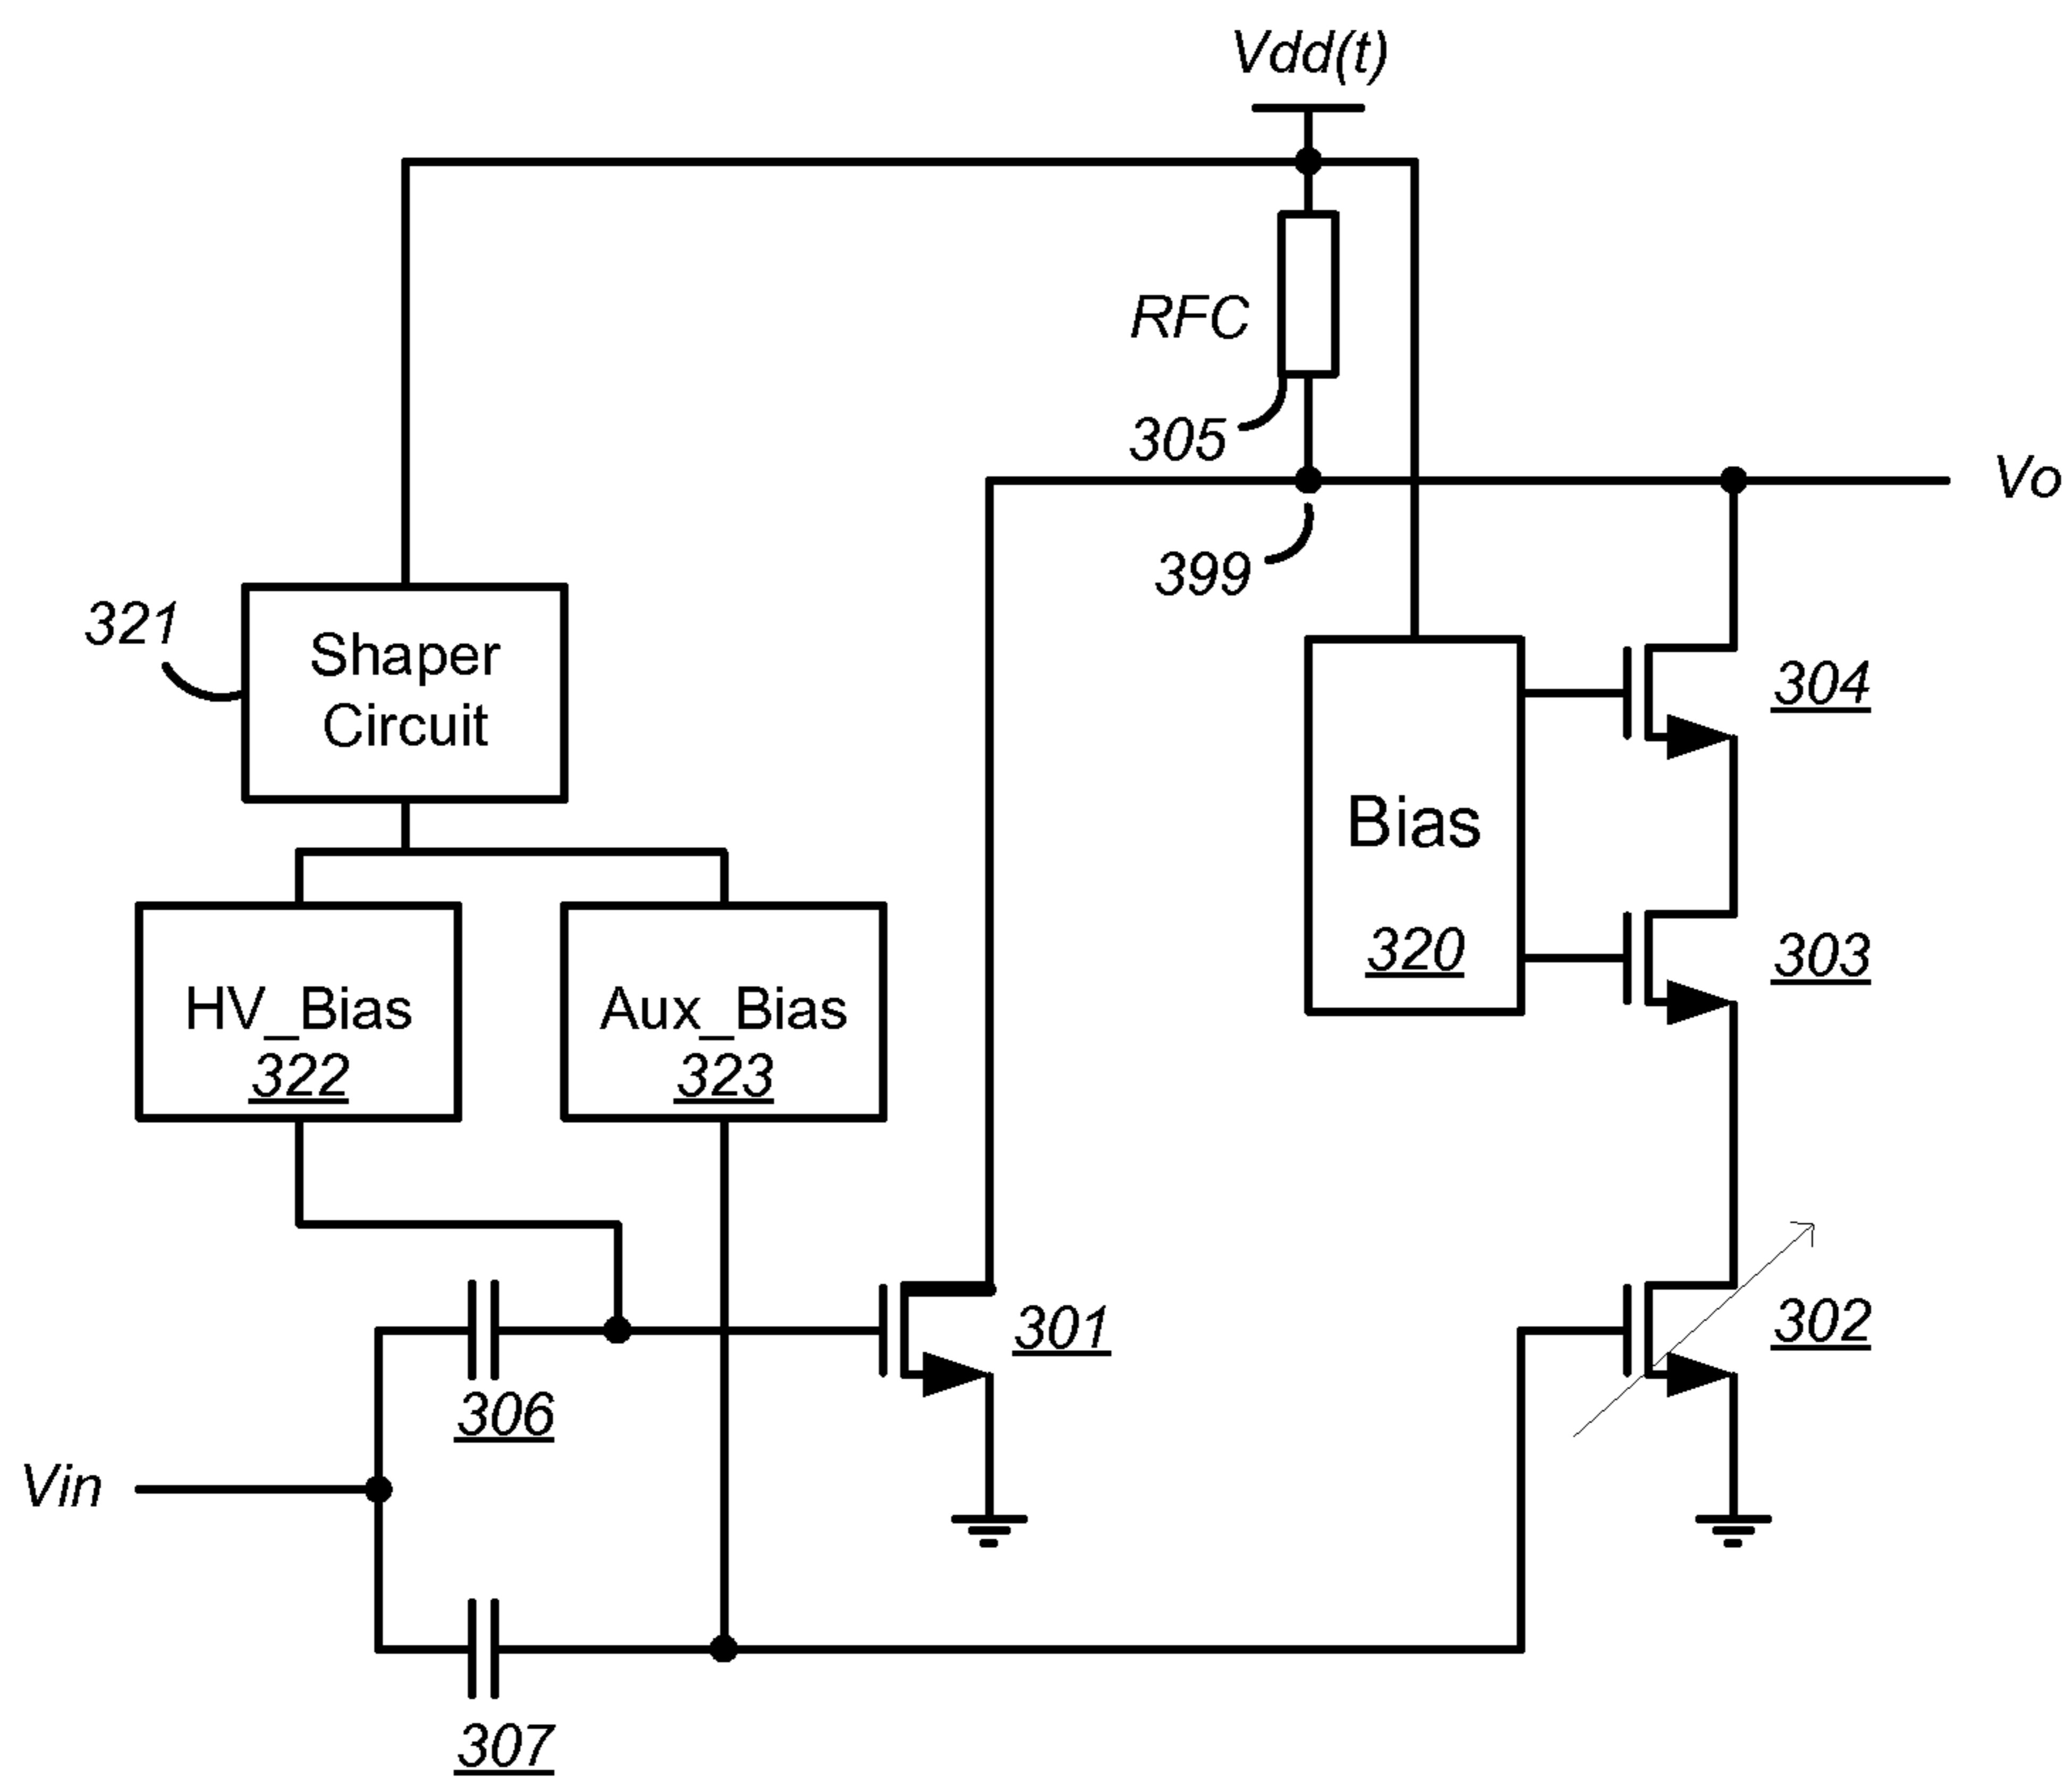 Vdd(t)
RFC
305
Vo
399
321
Shaper
Circuit
304
Bias
320
303
HV_Bias
322
Aux_Bias
323
301
302
306
Vin
307